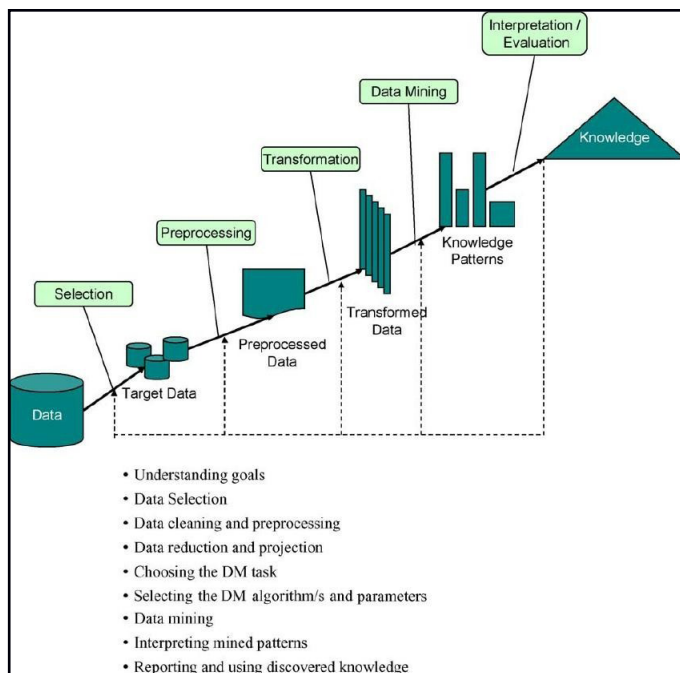 Interpretation /
Evaluation
Data Mining
Knowledge
Transformation
Knowledge
Patterns
Preprocessing
Transformed
Data
Selection
Preprocessed
Data
Target Data
Data
• Understanding goals
• Data Selection
• Data cleaning and preprocessing
• Data reduction and projection
• Choosing the DM task
• Selecting the DM algorithm/s and parameters
• Data mining
• Interpreting mined patterns
• Reporting and using discovered knowledge